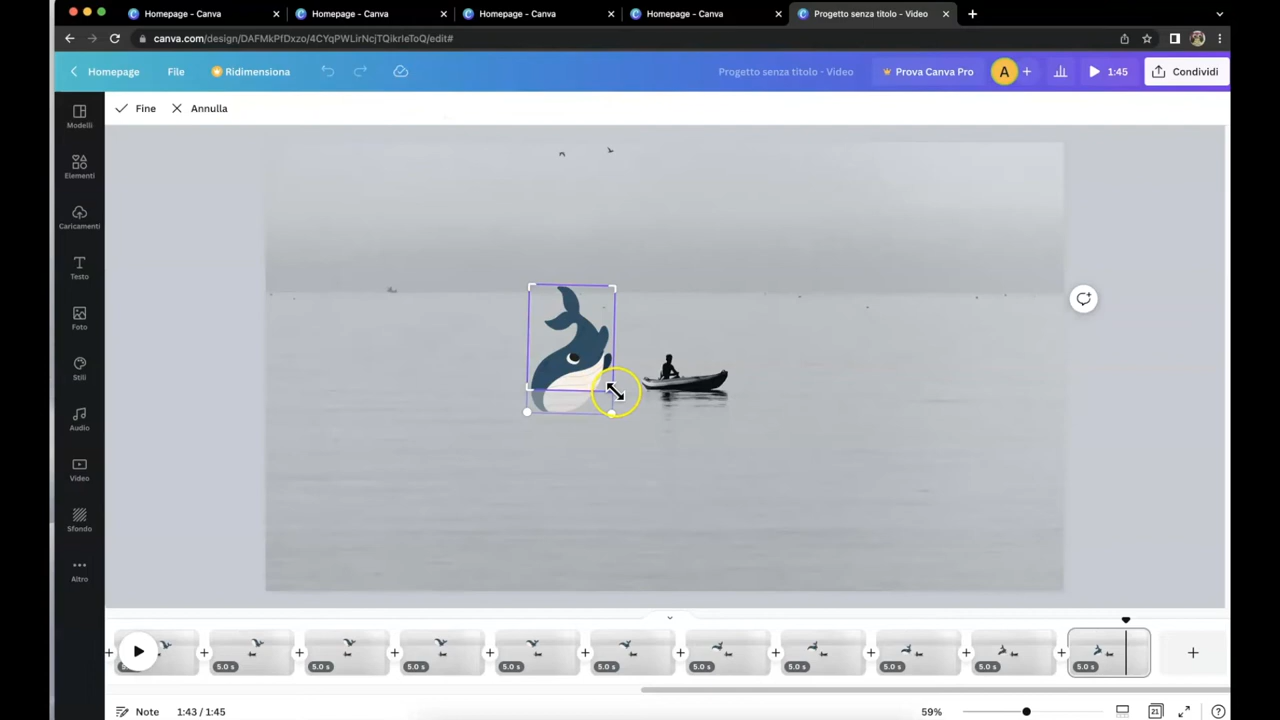 Homepage - Canva
Homepage - Canva
Homepage - Canva
Homepage - Canva
Progetto senza titolo - Video
canva.com/design/DAFMkPfDxzo/4CYqPWLirNcjTQikrIeToQ/edit#
Homepage
File
Ridimensiona
Progetto senza titolo - Video
Prova Canva Pro
A
1:45
Condividi
Fine
Annulla
Modelli
Elementi
Caricamenti
Testo
Foto
Stili
Audio
Video
Sfondo
Altro
5.0 s
5.0 s
5.0 s
5.0 s
5.0 s
5.0 s
5.0 s
5.0 s
5.0 s
5.0 s
Note
1:43 / 1:45
59%
21